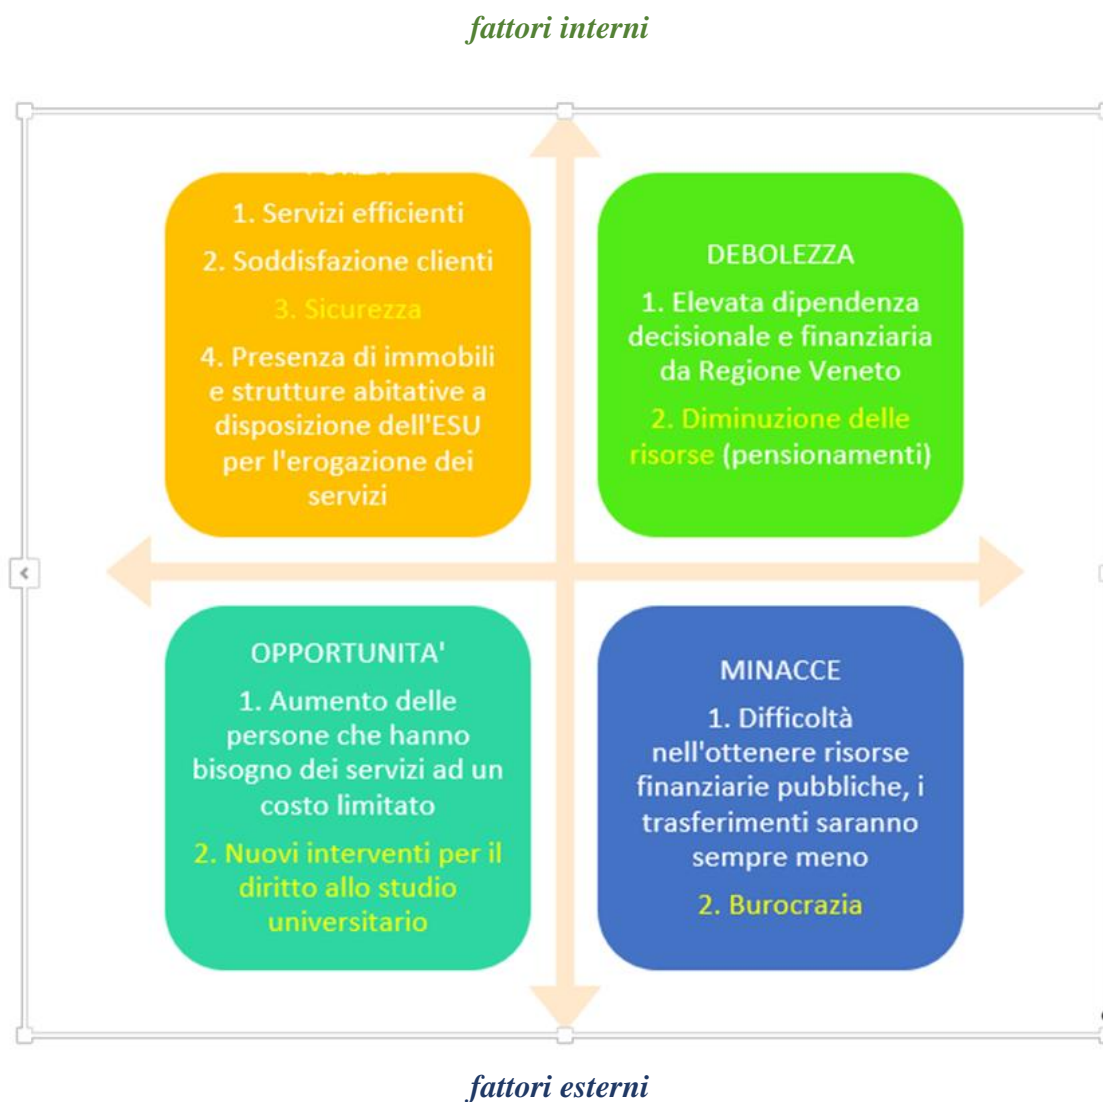 fattori interni
1. Servizi efficienti
2. Soddisfazione clienti
3. Sicurezza
4. Presenza di immobili
e strutture abitative a
disposizione dell'ESU
per l'erogazione dei
servizi
DEBOLEZZA
1. Elevata dipendenza
decisionale e finanziaria
da Regione Veneto
2. Diminuzione delle
risorse (pensionamenti)
OPPORTUNITA'
1. Aumento delle
persone che hanno
bisogno dei servizi ad un
costo limitato
2. Nuovi interventi per il
diritto allo studio
universitario
MINACCE
1. Difficoltà
nell'ottenere risorse
finanziarie pubbliche, i
trasferimenti saranno
sempre meno
2. Burocrazia
fattori esterni